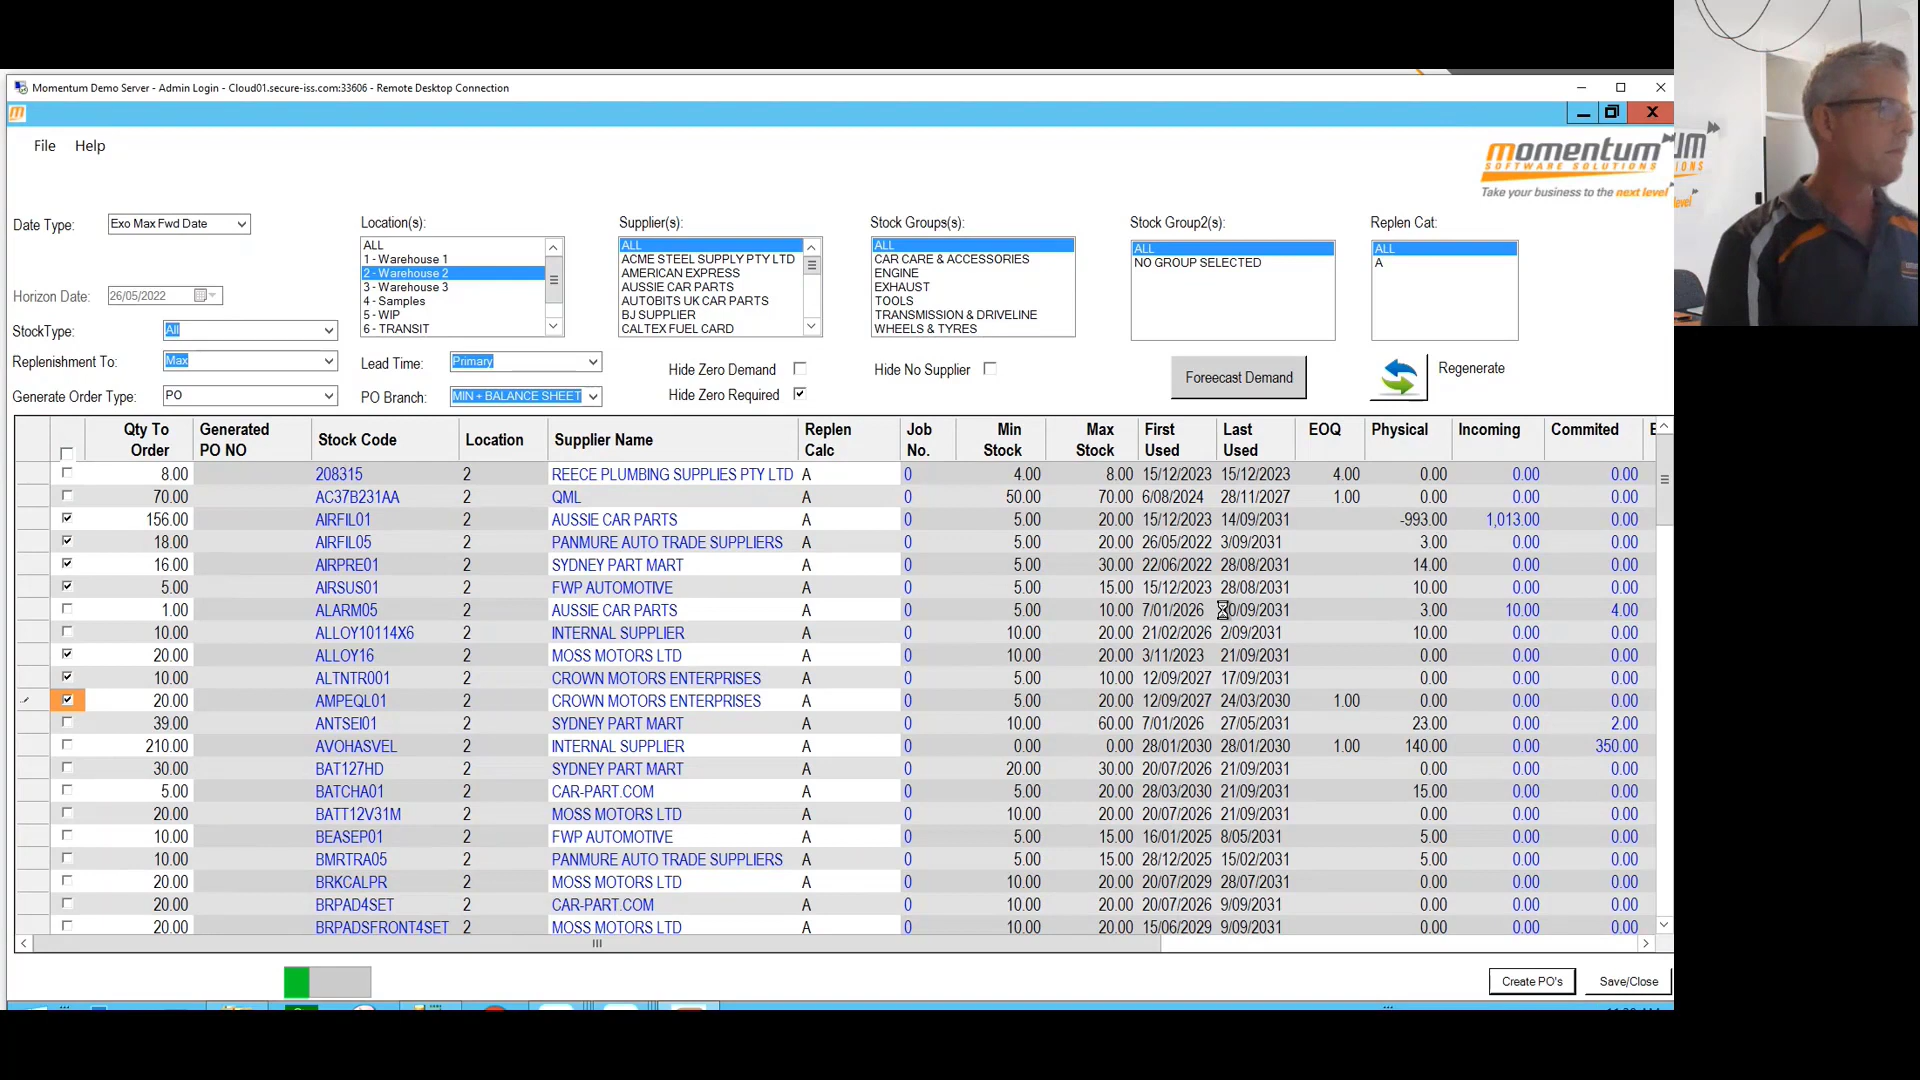 Momentum Demo Server - Admin Login - Cloud01.secure-iss.com:33606 - Remote Desktop Connection
File Help
momentum
SOFTWARE SOLUTIONS
Take your business to the next level
Date Type: Exo Max Fwd Date
Horizon Date: 26/05/2022
StockType: All
Replenishment To: Max
Generate Order Type: PO
Location(s):
ALL
1 - Warehouse 1
2 - Warehouse 2
3 - Warehouse 3
4 - Samples
5 - WIP
6 - TRANSIT
Lead Time: Primary
PO Branch: MIN + BALANCE SHEET
Supplier(s):
ALL
ACME STEEL SUPPLY PTY LTD
AMERICAN EXPRESS
AUSSIE CAR PARTS
AUTOBITS UK CAR PARTS
BJ SUPPLIER
CALTEX FUEL CARD
Hide Zero Demand
Hide Zero Required
Stock Groups(s):
ALL
CAR CARE & ACCESSORIES
ENGINE
EXHAUST
TOOLS
TRANSMISSION & DRIVELINE
WHEELS & TYRES
Hide No Supplier
Stock Group2(s):
ALL
NO GROUP SELECTED
Foreecast Demand
Replen Cat:
ALL
A
Regenerate
Qty To Order Generated PO NO Stock Code Location Supplier Name Replen Calc Job No. Min Stock Max Stock First Used Last Used EOQ Physical Incoming Commited
8.00 208315 2 REECE PLUMBING SUPPLIES PTY LTD A 0 4.00 8.00 15/12/2023 15/12/2023 4.00 0.00 0.00 0.00
70.00 AC37B231AA 2 QML A 0 50.00 70.00 6/08/2024 28/11/2027 1.00 0.00 0.00 0.00
156.00 AIRFIL01 2 AUSSIE CAR PARTS A 0 5.00 20.00 15/12/2023 14/09/2031 -993.00 1,013.00 0.00
18.00 AIRFIL05 2 PANMURE AUTO TRADE SUPPLIERS A 0 5.00 20.00 26/05/2022 3/09/2031 3.00 0.00 0.00
16.00 AIRPRE01 2 SYDNEY PART MART A 0 5.00 30.00 22/06/2022 28/08/2031 14.00 0.00 0.00
5.00 AIRSUS01 2 FWP AUTOMOTIVE A 0 5.00 15.00 15/12/2023 28/08/2031 10.00 0.00 0.00
1.00 ALARM05 2 AUSSIE CAR PARTS A 0 5.00 10.00 7/01/2026 0/09/2031 3.00 10.00 4.00
10.00 ALLOY10114X6 2 INTERNAL SUPPLIER A 0 10.00 20.00 21/02/2026 2/09/2031 10.00 0.00 0.00
20.00 ALLOY16 2 MOSS MOTORS LTD A 0 10.00 20.00 3/11/2023 21/09/2031 0.00 0.00 0.00
10.00 ALTNTR001 2 CROWN MOTORS ENTERPRISES A 0 5.00 10.00 12/09/2027 17/09/2031 0.00 0.00 0.00
20.00 AMPEQL01 2 CROWN MOTORS ENTERPRISES A 0 5.00 20.00 12/09/2027 24/03/2030 1.00 0.00 0.00 0.00
39.00 ANTSEI01 2 SYDNEY PART MART A 0 10.00 60.00 7/01/2026 27/05/2031 23.00 0.00 2.00
210.00 AVOHASVEL 2 INTERNAL SUPPLIER A 0 0.00 0.00 28/01/2030 28/01/2030 1.00 140.00 0.00 350.00
30.00 BAT127HD 2 SYDNEY PART MART A 0 20.00 30.00 20/07/2026 21/09/2031 0.00 0.00 0.00
5.00 BATCHA01 2 CAR-PART.COM A 0 5.00 20.00 28/03/2030 21/09/2031 15.00 0.00 0.00
20.00 BATT12V31M 2 MOSS MOTORS LTD A 0 10.00 20.00 20/07/2026 21/09/2031 0.00 0.00 0.00
10.00 BEASEP01 2 FWP AUTOMOTIVE A 0 5.00 15.00 16/01/2025 8/05/2031 5.00 0.00 0.00
10.00 BMRTRA05 2 PANMURE AUTO TRADE SUPPLIERS A 0 5.00 15.00 28/12/2025 15/02/2031 5.00 0.00 0.00
20.00 BRKCALPR 2 MOSS MOTORS LTD A 0 10.00 20.00 20/07/2029 28/07/2031 0.00 0.00 0.00
20.00 BRPAD4SET 2 CAR-PART.COM A 0 10.00 20.00 20/07/2026 9/09/2031 0.00 0.00 0.00
20.00 BRPADSFRONT4SET 2 MOSS MOTORS LTD A 0 10.00 20.00 15/06/2029 9/09/2031 0.00 0.00 0.00
Create PO's Save/Close